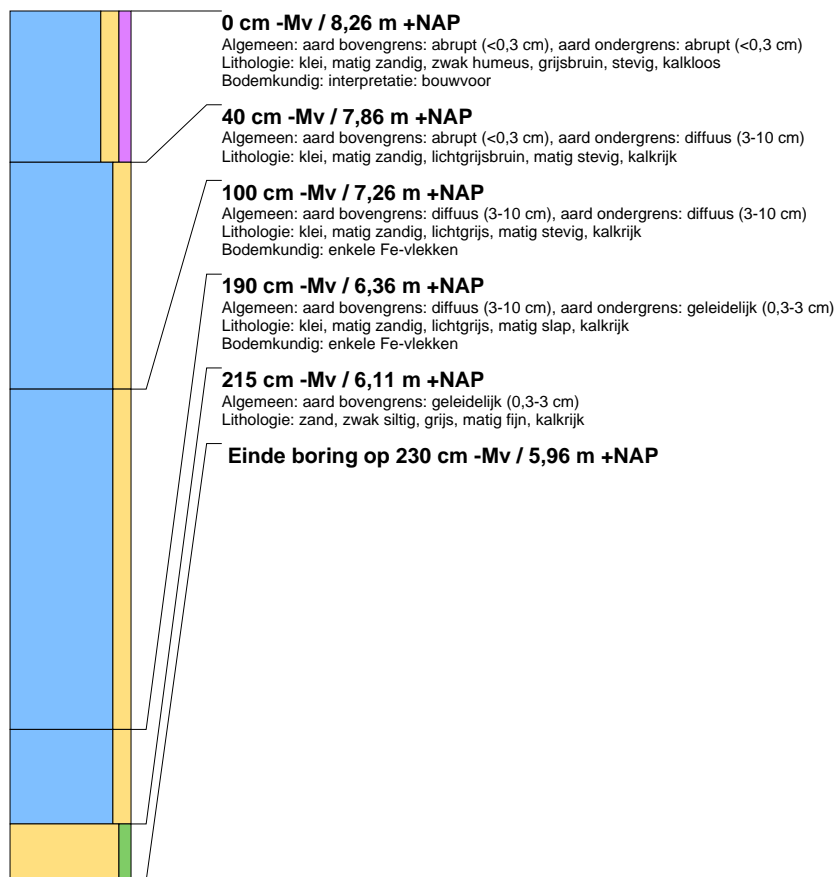 0 cm -Mv / 8,26 m +NAP
Algemeen: aard bovengrens: abrupt (<0,3 cm), aard ondergrens: abrupt (<0,3 cm)
Lithologie: klei, matig zandig, zwak humeus, grijsbruin, stevig, kalkloos
Bodemkundig: interpretatie: bouwvoor
40 cm -Mv / 7,86 m +NAP
Algemeen: aard bovengrens: abrupt (<0,3 cm), aard ondergrens: diffuus (3-10 cm)
Lithologie: klei, matig zandig, lichtgrijsbruin, matig stevig, kalkrijk
100 cm -Mv / 7,26 m +NAP
Algemeen: aard bovengrens: diffuus (3-10 cm), aard ondergrens: diffuus (3-10 cm)
Lithologie: klei, matig zandig, lichtgrijs, matig stevig, kalkrijk
Bodemkundig: enkele Fe-vlekken
190 cm -Mv / 6,36 m +NAP
Algemeen: aard bovengrens: diffuus (3-10 cm), aard ondergrens: geleidelijk (0,3-3 cm)
Lithologie: klei, matig zandig, lichtgrijs, matig slap, kalkrijk
Bodemkundig: enkele Fe-vlekken
215 cm -Mv / 6,11 m +NAP
Algemeen: aard bovengrens: geleidelijk (0,3-3 cm)
Lithologie: zand, zwak siltig, grijs, matig fijn, kalkrijk
Einde boring op 230 cm -Mv / 5,96 m +NAP